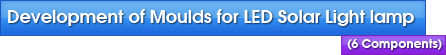 Development of Moulds for LED Solar Light lamp
(6 Components)